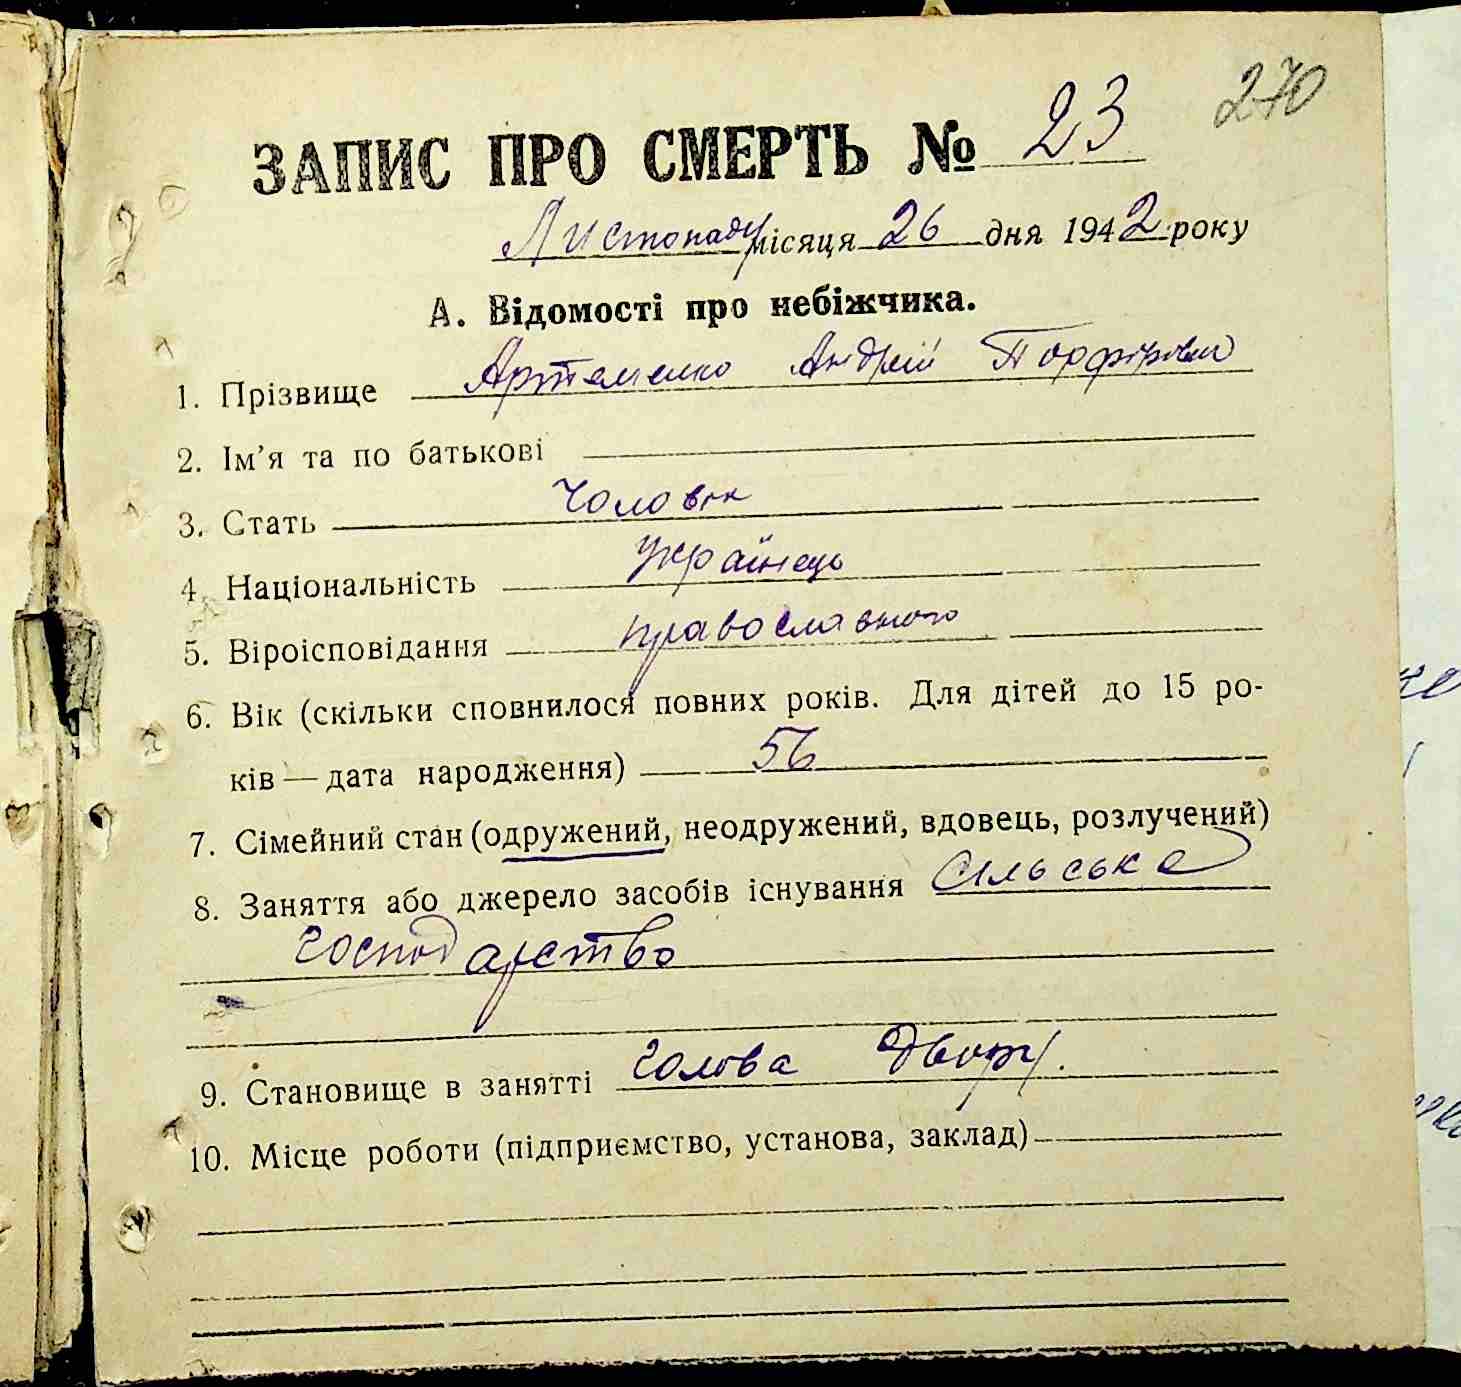 270
ЗАПИС ПРО СМЕРТЬ № 23
Листопаду місяця 26 дня 1942 року
А. Відомості про небіжчика.
1. Прізвище Артеменко Андрій Порфірович
2. Ім'я та по батькові
3. Стать Чоловік
4. Національність Українець
5. Віроісповідання православного
6. Вік (скільки сповнилося повних років. Для дітей до 15 ро-
ків — дата народження) 56
7. Сімейний стан (одружений, неодружений, вдовець, розлучений)
8. Заняття або джерело засобів існування Сільське
господарство
9. Становище в занятті голова двору.
10. Місце роботи (підприємство, установа, заклад)